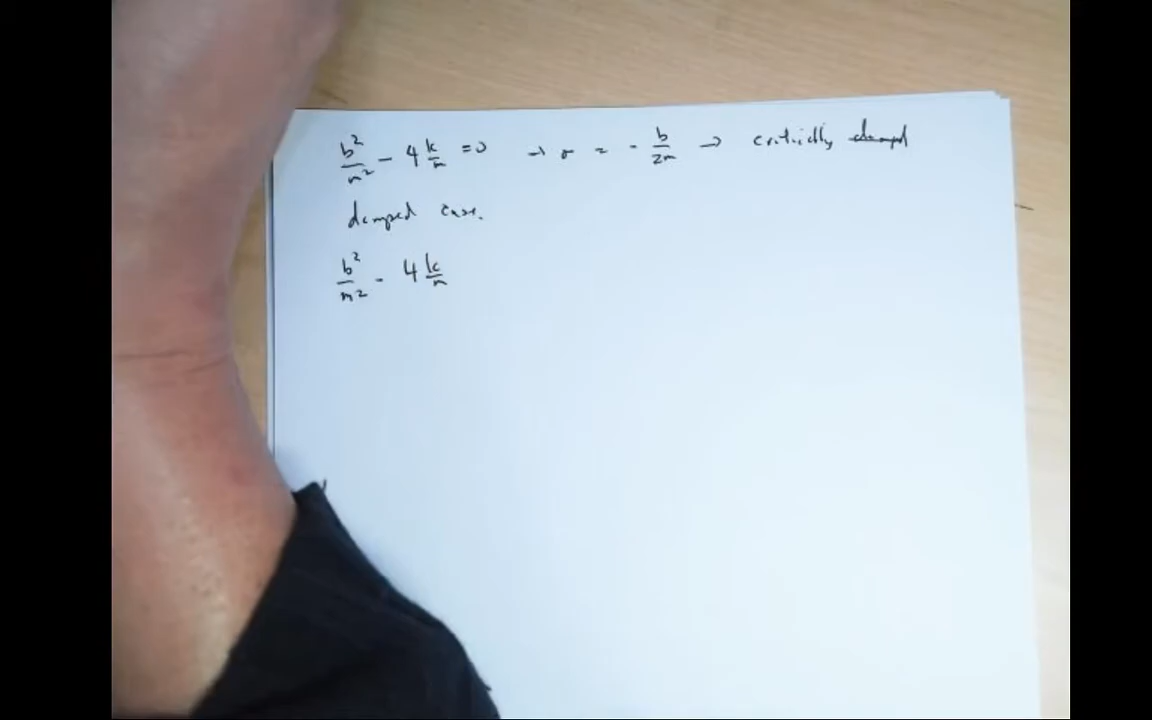 b²/m² - 4 k/m = 0 → r = - b/2m → critically damped
damped case.
b²/m² - 4 k/m